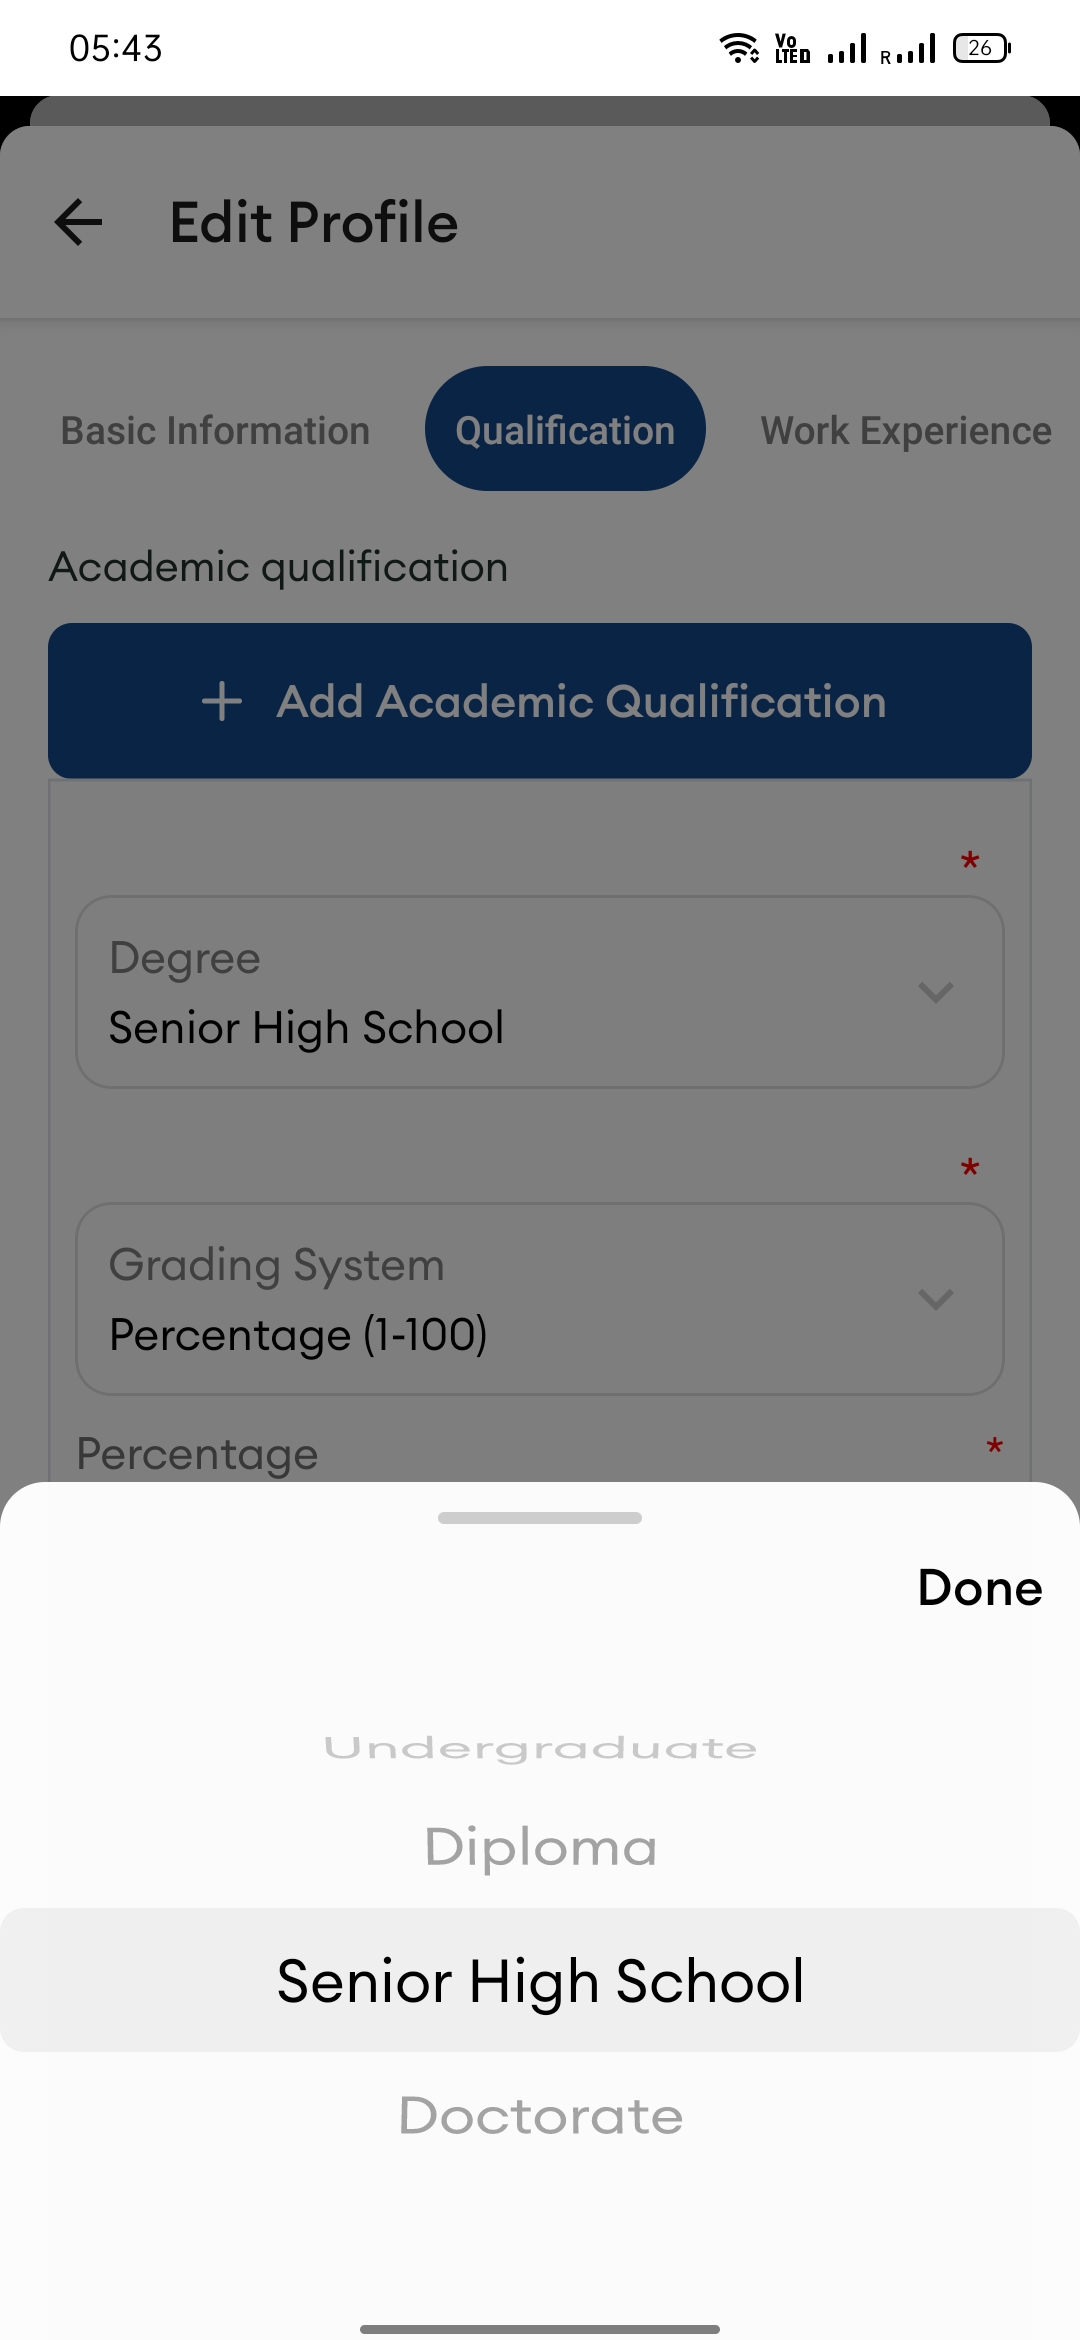 05:43
Vo
LTED
R
26
Edit Profile
Basic Information
Qualification
Work Experience
Academic qualification
+ Add Academic Qualification
*
Degree
Senior High School
*
Grading System
Percentage (1-100)
Percentage *
Done
Undergraduate
Diploma
Senior High School
Doctorate